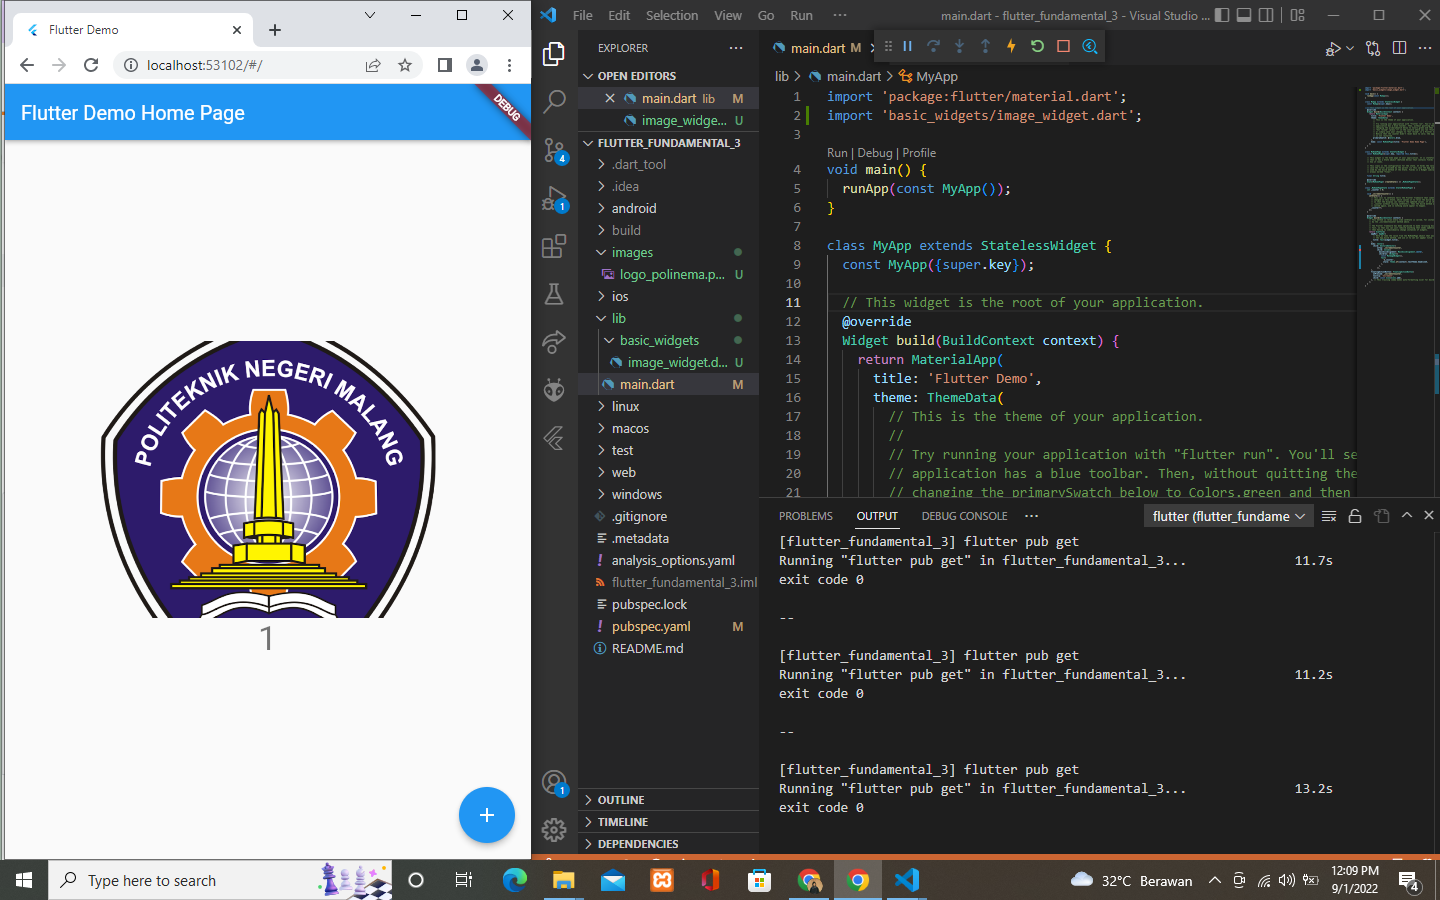 Flutter Demo
localhost:53102/#/
Flutter Demo Home Page
DEBUG
POLITEKNIK NEGERI MALANG
1
File Edit Selection View Go Run ···
main.dart - flutter_fundamental_3 - Visual Studio ...
EXPLORER
OPEN EDITORS
main.dart lib M
image_widge... U
FLUTTER_FUNDAMENTAL_3
.dart_tool
.idea
android
build
images
logo_polinema.p... U
ios
lib
basic_widgets
image_widget.d... U
main.dart M
linux
macos
test
web
windows
.gitignore
.metadata
analysis_options.yaml
flutter_fundamental_3.iml
pubspec.lock
pubspec.yaml M
README.md
OUTLINE
TIMELINE
DEPENDENCIES
4
1
1
main.dart M
lib > main.dart > MyApp
1 import 'package:flutter/material.dart';
2 import 'basic_widgets/image_widget.dart';
3
Run | Debug | Profile
4 void main() {
5 runApp(const MyApp());
6 }
7
8 class MyApp extends StatelessWidget {
9 const MyApp({super.key});
10
11 // This widget is the root of your application.
12 @override
13 Widget build(BuildContext context) {
14 return MaterialApp(
15 title: 'Flutter Demo',
16 theme: ThemeData(
17 // This is the theme of your application.
18 //
19 // Try running your application with "flutter run". You'll se
20 // application has a blue toolbar. Then, without quitting the
21 // changing the primarySwatch below to Colors.green and then
PROBLEMS OUTPUT DEBUG CONSOLE ···
flutter (flutter_fundame
[flutter_fundamental_3] flutter pub get
Running "flutter pub get" in flutter_fundamental_3... 11.7s
exit code 0
--
[flutter_fundamental_3] flutter pub get
Running "flutter pub get" in flutter_fundamental_3... 11.2s
exit code 0
--
[flutter_fundamental_3] flutter pub get
Running "flutter pub get" in flutter_fundamental_3... 13.2s
exit code 0
Type here to search
32°C Berawan
12:09 PM
9/1/2022
4